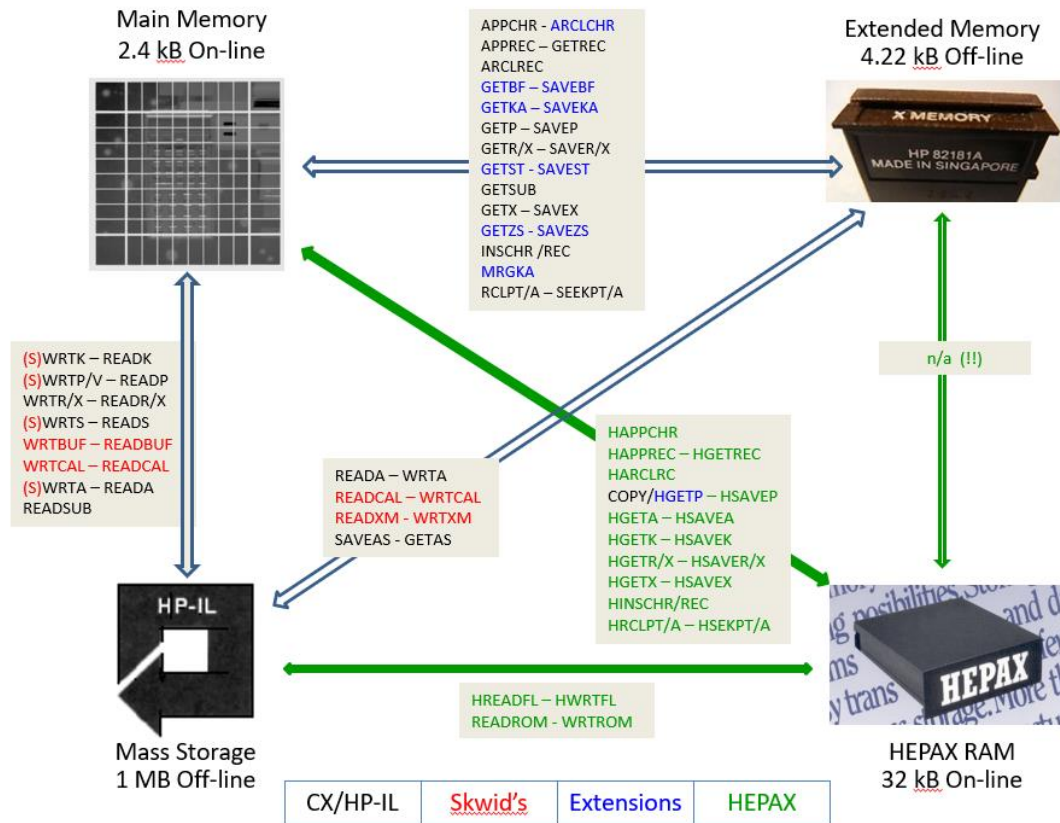 Main Memory
2.4 kB On-line
APPCHR - ARCLCHR
APPREC – GETREC
ARCLREC
GETBF – SAVEBF
GETKA – SAVEKA
GETP – SAVEP
GETR/X – SAVER/X
GETST - SAVEST
GETSUB
GETX – SAVEX
GETZS - SAVEZS
INSCHR /REC
MRGKA
RCLPT/A – SEEKPT/A
Extended Memory
4.22 kB Off-line
X MEMORY
HP 82181A
MADE IN SINGAPORE
(S)WRTK – READK
(S)WRTP/V – READP
WRTR/X – READR/X
(S)WRTS – READS
WRTBUF – READBUF
WRTCAL – READCAL
(S)WRTA – READA
READSUB
READA – WRTA
READCAL – WRTCAL
READXM - WRTXM
SAVEAS - GETAS
n/a (!!)
HAPPCHR
HAPPREC – HGETREC
HARCLRC
COPY/HGETP – HSAVEP
HGETA – HSAVEA
HGETK – HSAVEK
HGETR/X – HSAVER/X
HGETX – HSAVEX
HINSCHR/REC
HRCLPT/A – HSEKPT/A
HP-IL
Mass Storage
1 MB Off-line
HREADFL – HWRTFL
READROM - WRTROM
HEPAX
HEPAX RAM
32 kB On-line
CX/HP-IL Skwid's Extensions HEPAX